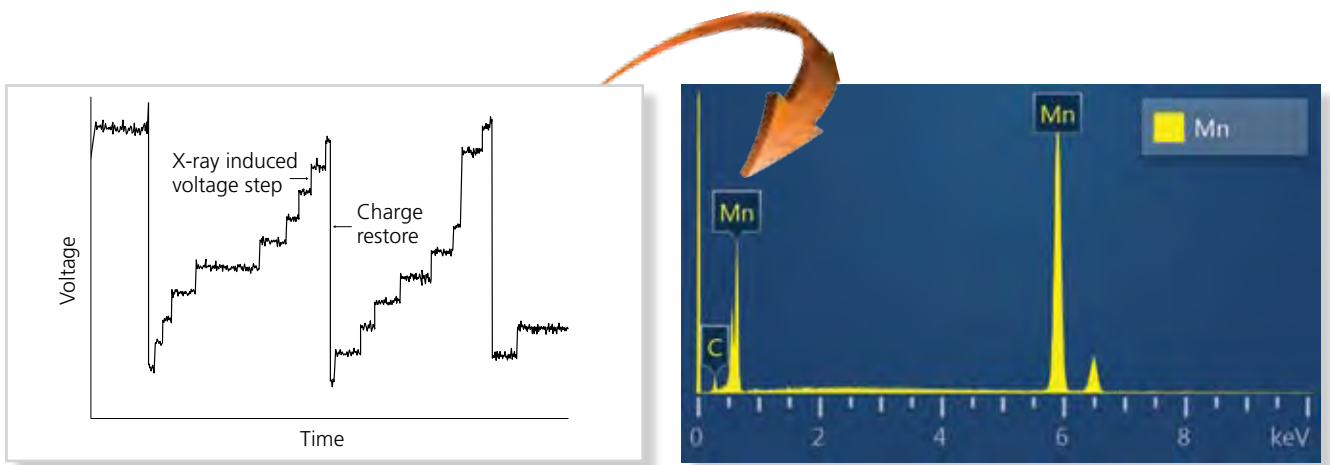 X-ray induced
voltage step
Charge
restore
Voltage
Time
Mn
Mn
Mn
C
0 2 4 6 8 keV